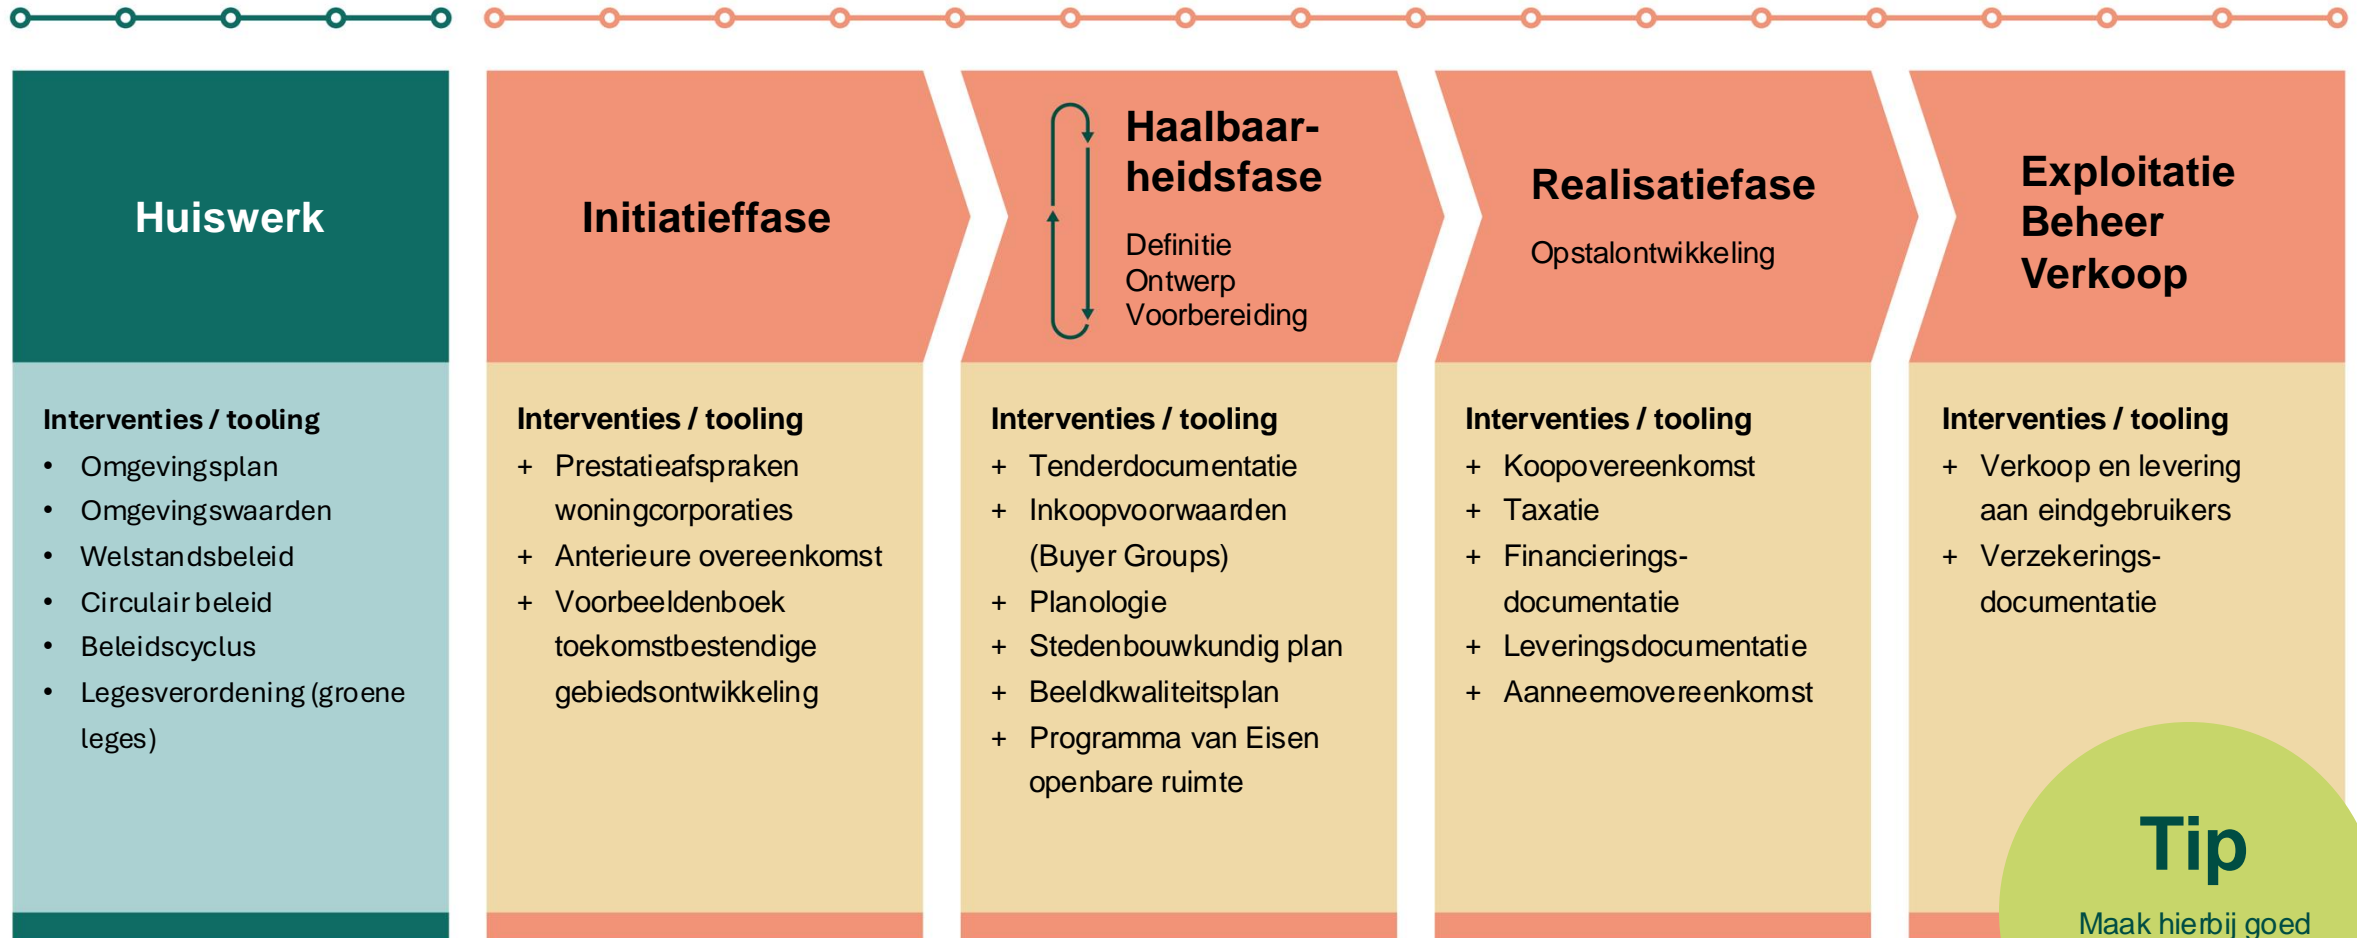 Huiswerk
Interventies / tooling
• Omgevingsplan
• Omgevingswaarden
• Welstandsbeleid
• Circulair beleid
• Beleidscyclus
• Legesverordening (groene
leges)
Initiatieffase
Interventies / tooling
+ Prestatieafspraken
woningcorporaties
+ Anterieure overeenkomst
+ Voorbeeldenboek
toekomstbestendige
gebiedsontwikkeling
Haalbaar-
heidsfase
Definitie
Ontwerp
Voorbereiding
Interventies / tooling
+ Tenderdocumentatie
+ Inkoopvoorwaarden
(Buyer Groups)
+ Planologie
+ Stedenbouwkundig plan
+ Beeldkwaliteitsplan
+ Programma van Eisen
openbare ruimte
Realisatiefase
Opstalontwikkeling
Interventies / tooling
+ Koopovereenkomst
+ Taxatie
+ Financierings-
documentatie
+ Leveringsdocumentatie
+ Aanneemovereenkomst
Exploitatie
Beheer
Verkoop
Interventies / tooling
+ Verkoop en levering
aan eindgebruikers
+ Verzekerings-
documentatie
Tip
Maak hierbij goed